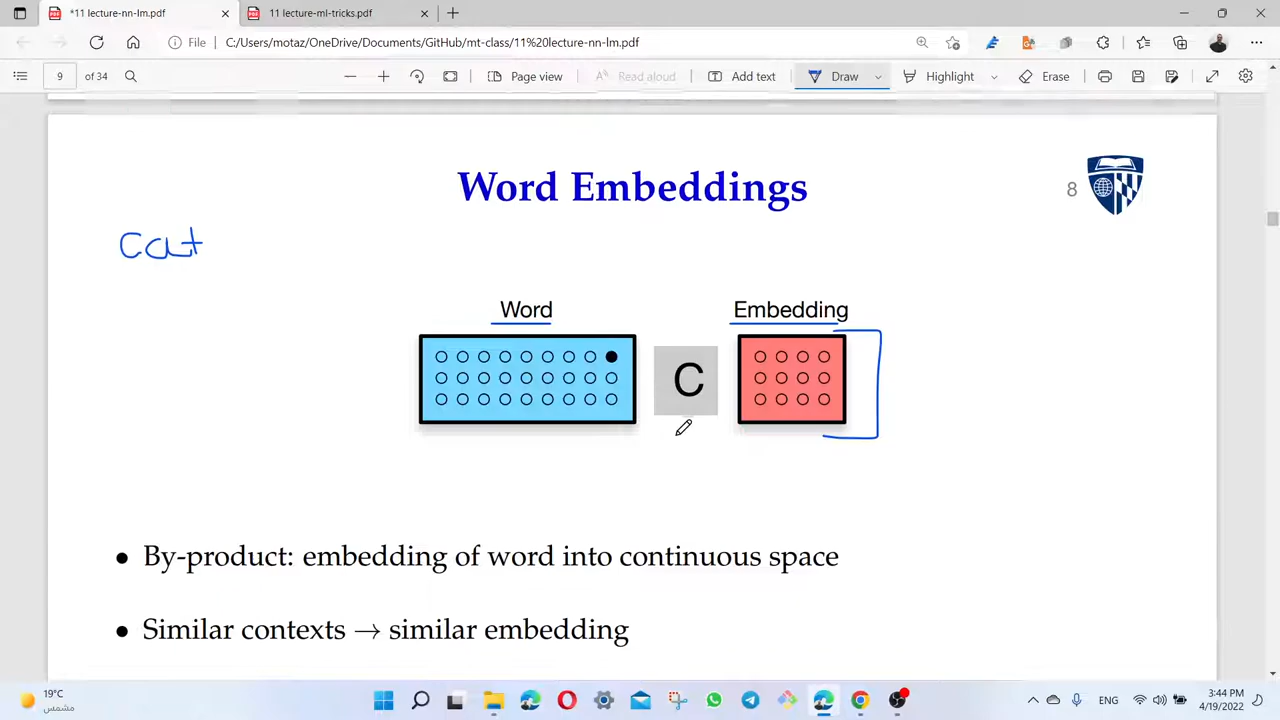 *11 lecture-nn-lm.pdf
11 lecture-ml-tricks.pdf
File
C:/Users/motaz/OneDrive/Documents/GitHub/mt-class/11%20lecture-nn-lm.pdf
9 of 34
Page view
Read aloud
Add text
Draw
Highlight
Erase
Word Embeddings
8
cat
Word
Embedding
C
• By-product: embedding of word into continuous space
• Similar contexts → similar embedding
19°C
مشمس
ENG
3:44 PM
4/19/2022